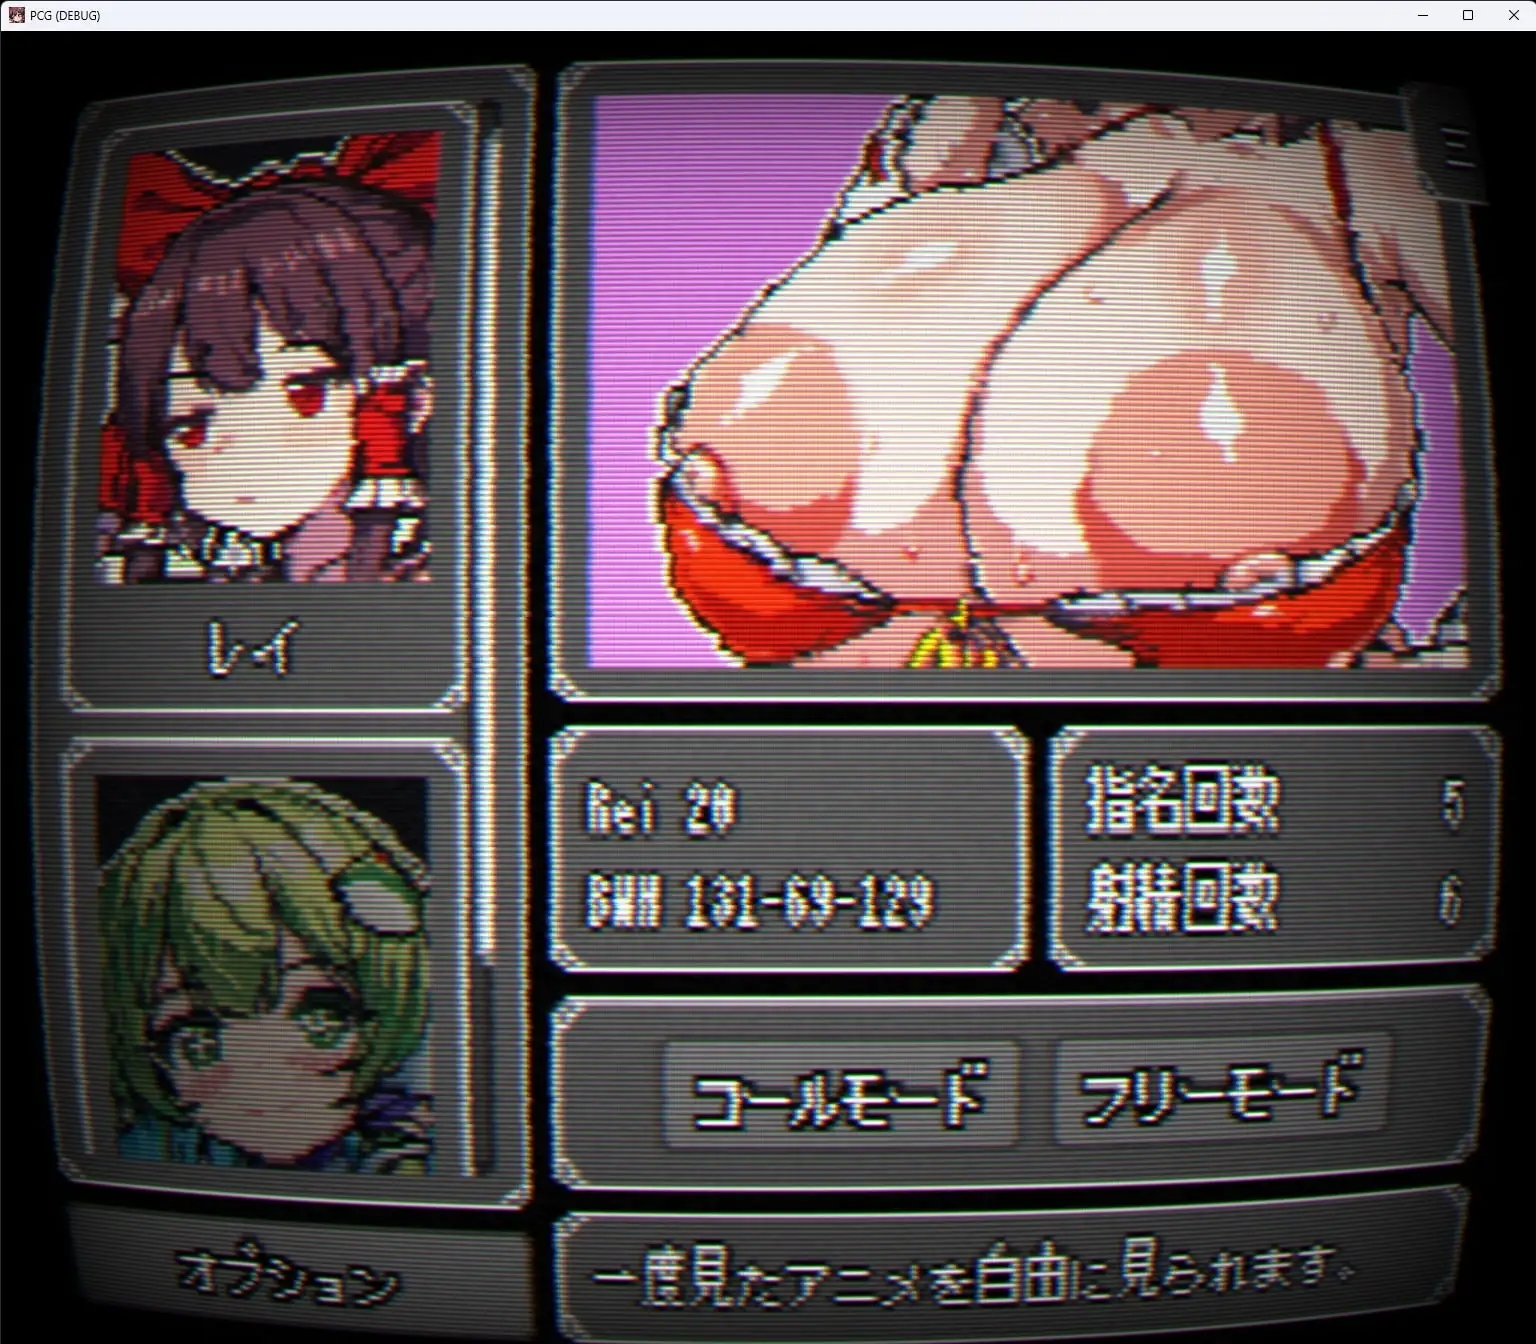 PCG (DEBUG)
レイ
Rei 20
BWH 131-69-129
指名回数 5
射精回数 6
コールモード
フリーモード
オプション
一度見たアニメを自由に見られます。